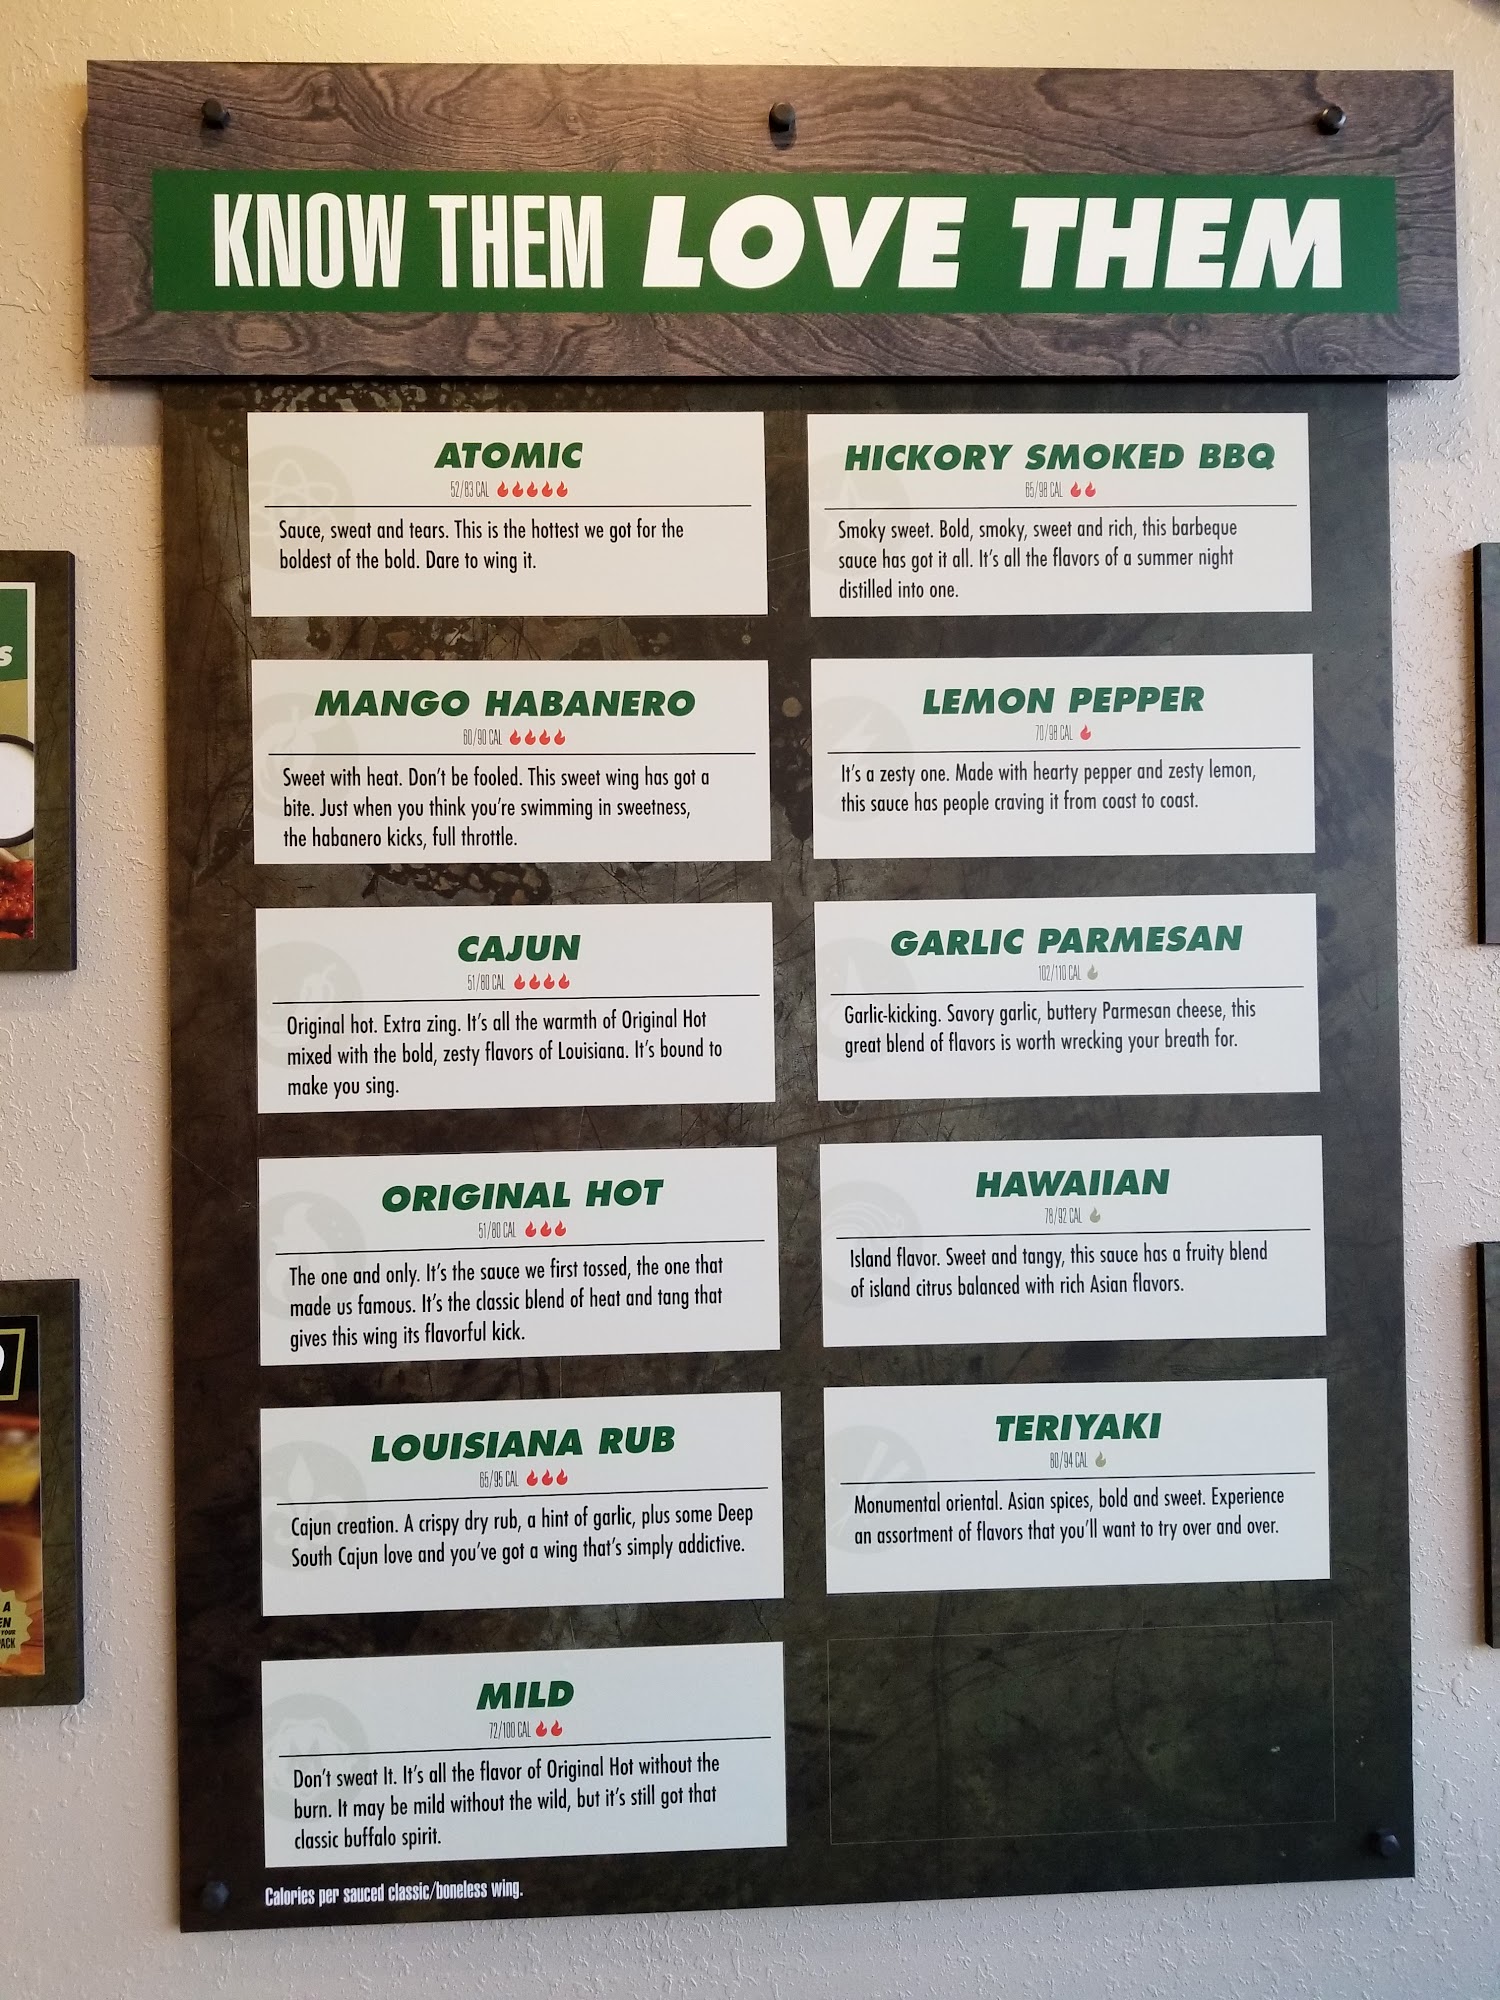 KNOW THEM LOVE THEM
ATOMIC
52/83 CAL
Sauce, sweat and tears. This is the hottest we got for the
boldest of the bold. Dare to wing it.
MANGO HABANERO
60/90 CAL
Sweet with heat. Don't be fooled. This sweet wing has got a
bite. Just when you think you're swimming in sweetness,
the habanero kicks, full throttle.
CAJUN
51/80 CAL
Original hot. Extra zing. It's all the warmth of Original Hot
mixed with the bold, zesty flavors of Louisiana. It's bound to
make you sing.
ORIGINAL HOT
51/80 CAL
The one and only. It's the sauce we first tossed, the one that
made us famous. It's the classic blend of heat and tang that
gives this wing its flavorful kick.
LOUISIANA RUB
65/95 CAL
Cajun creation. A crispy dry rub, a hint of garlic, plus some Deep
South Cajun love and you've got a wing that's simply addictive.
MILD
72/100 CAL
Don't sweat It. It's all the flavor of Original Hot without the
burn. It may be mild without the wild, but it's still got that
classic buffalo spirit.
Calories per sauced classic/boneless wing.
HICKORY SMOKED BBQ
65/98 CAL
Smoky sweet. Bold, smoky, sweet and rich, this barbeque
sauce has got it all. It's all the flavors of a summer night
distilled into one.
LEMON PEPPER
70/98 CAL
It's a zesty one. Made with hearty pepper and zesty lemon,
this sauce has people craving it from coast to coast.
GARLIC PARMESAN
102/110 CAL
Garlic-kicking. Savory garlic, buttery Parmesan cheese, this
great blend of flavors is worth wrecking your breath for.
HAWAIIAN
78/92 CAL
Island flavor. Sweet and tangy, this sauce has a fruity blend
of island citrus balanced with rich Asian flavors.
TERIYAKI
80/94 CAL
Monumental oriental. Asian spices, bold and sweet. Experience
an assortment of flavors that you'll want to try over and over.
S
A
EN
YOUR
PACK